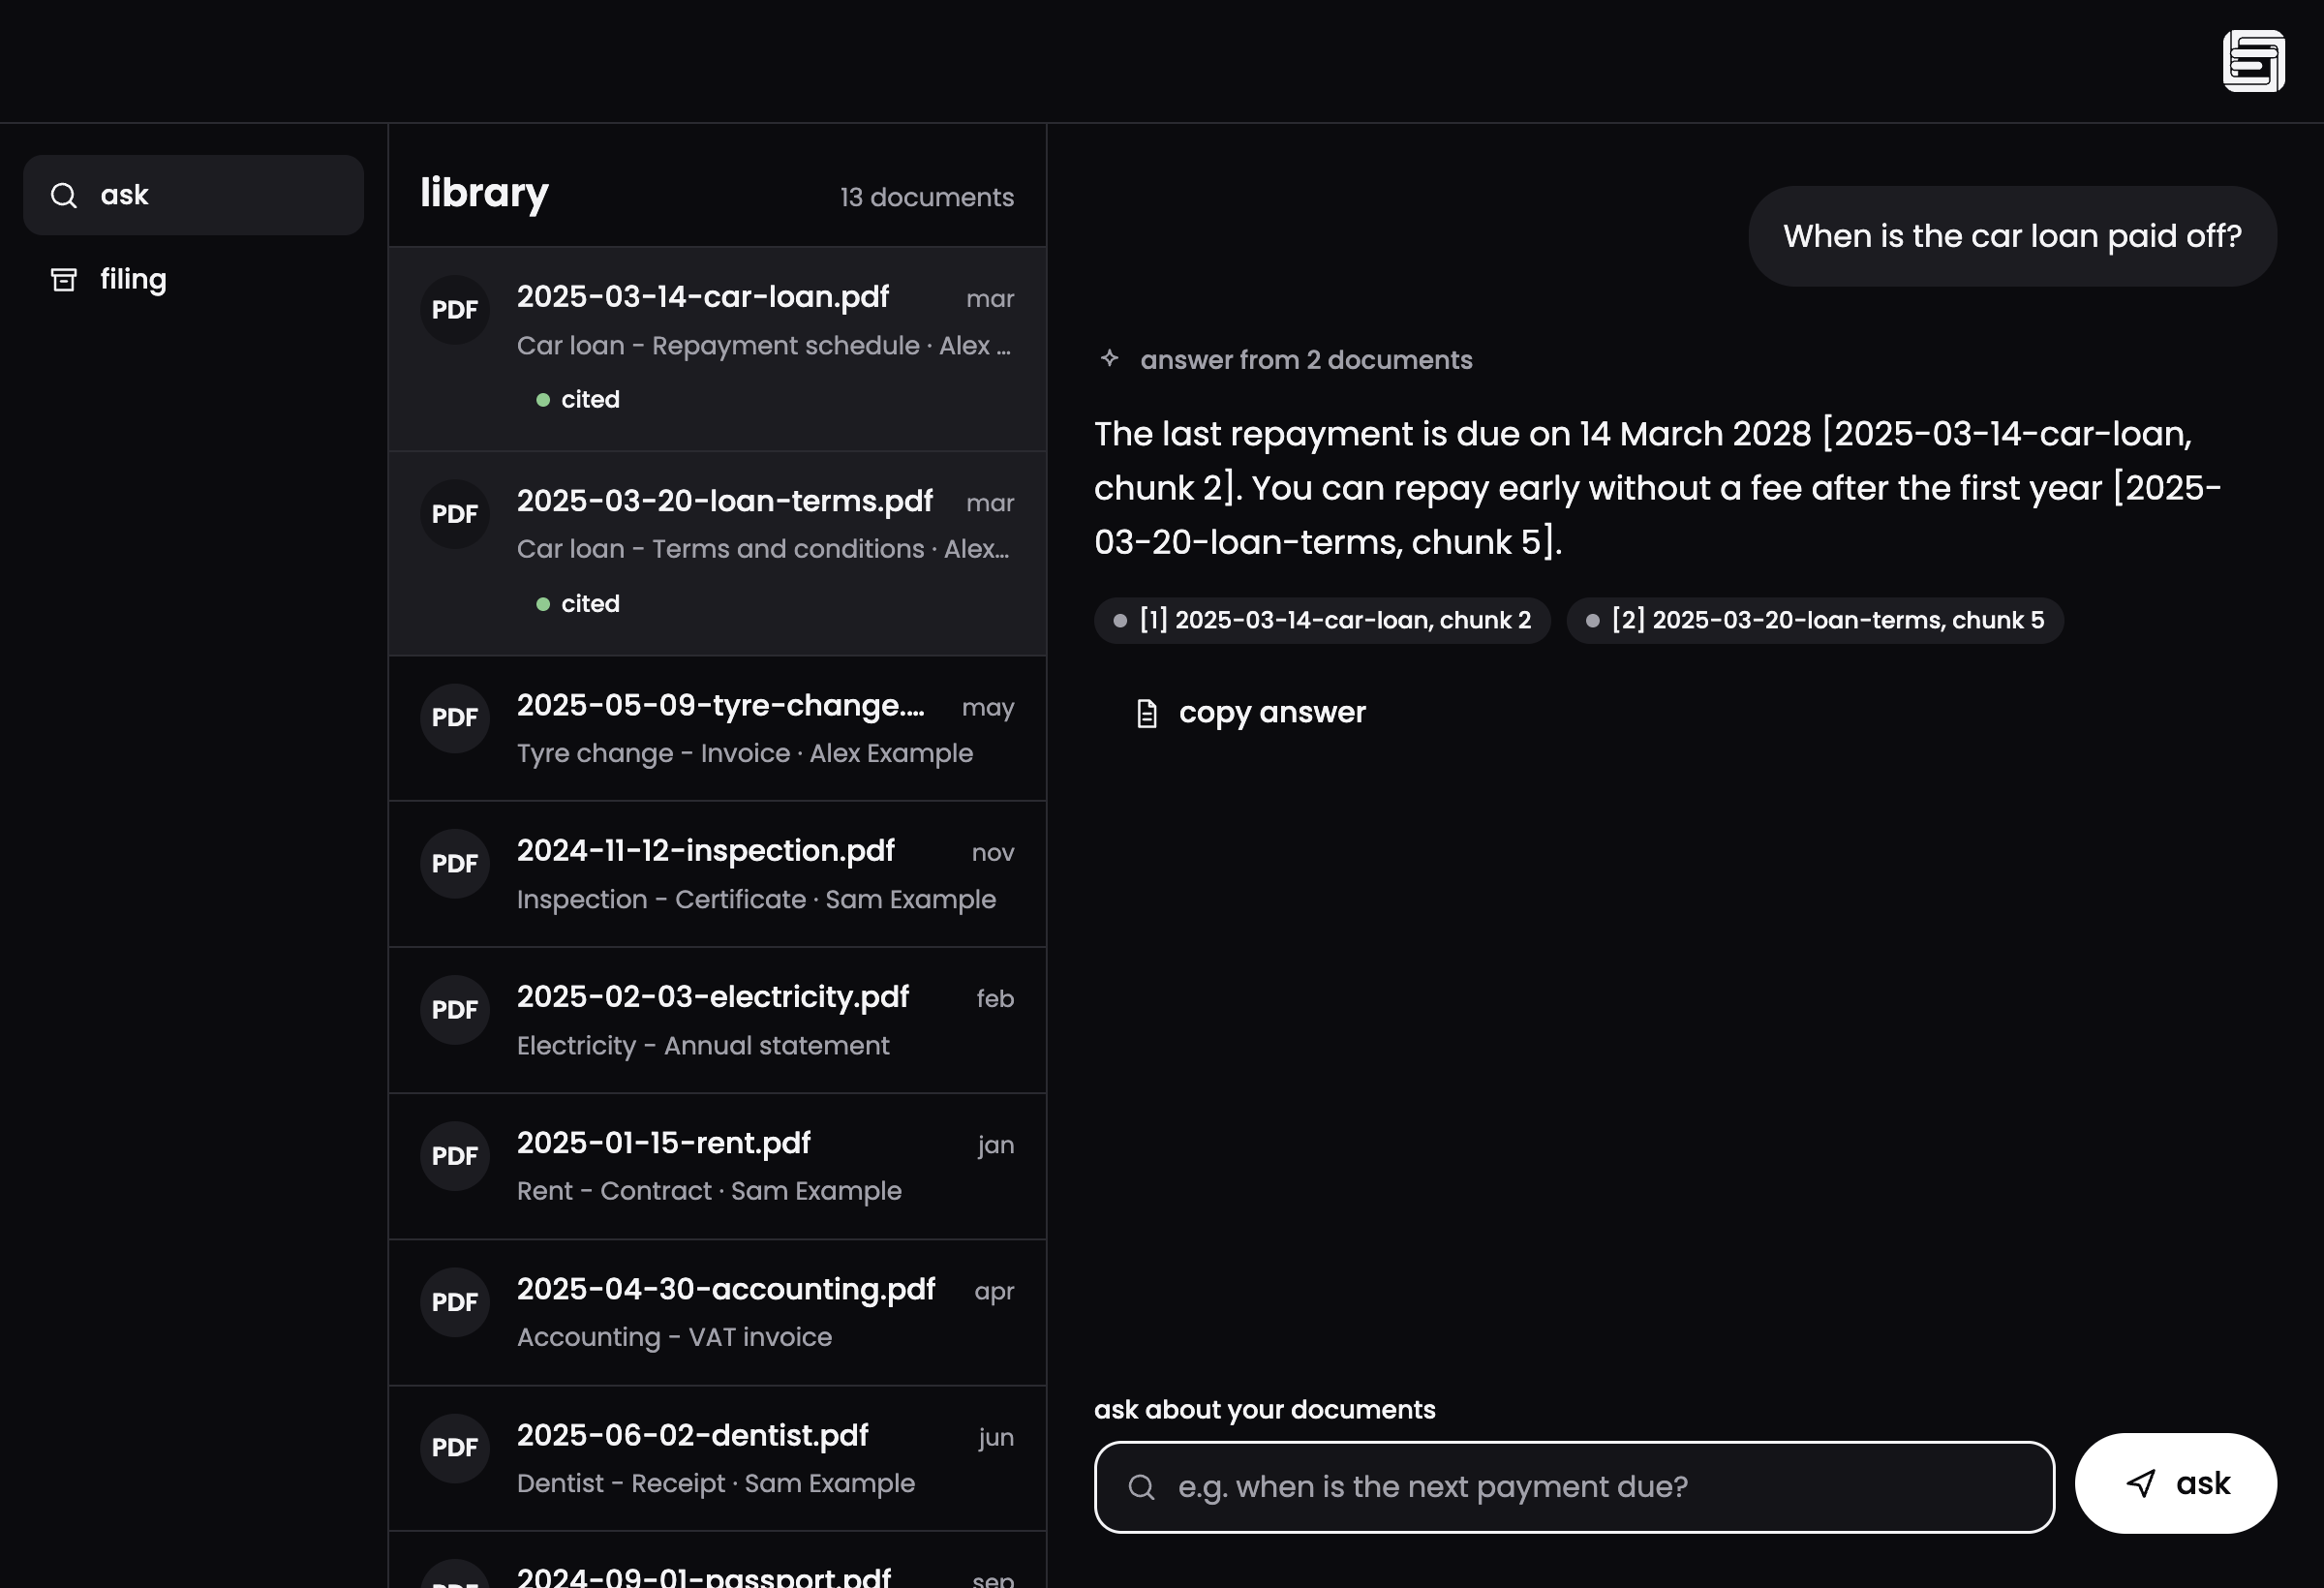 ask
filing
library
13 documents
PDF
2025-03-14-car-loan.pdf
mar
Car loan - Repayment schedule · Alex ...
cited
PDF
2025-03-20-loan-terms.pdf
mar
Car loan - Terms and conditions · Alex...
cited
PDF
2025-05-09-tyre-change....
may
Tyre change - Invoice · Alex Example
PDF
2024-11-12-inspection.pdf
nov
Inspection - Certificate · Sam Example
PDF
2025-02-03-electricity.pdf
feb
Electricity - Annual statement
PDF
2025-01-15-rent.pdf
jan
Rent - Contract · Sam Example
PDF
2025-04-30-accounting.pdf
apr
Accounting - VAT invoice
PDF
2025-06-02-dentist.pdf
jun
Dentist - Receipt · Sam Example
PDF
2024-09-01-passport.pdf
sep
When is the car loan paid off?
answer from 2 documents
The last repayment is due on 14 March 2028 [2025-03-14-car-loan,
chunk 2]. You can repay early without a fee after the first year [2025-
03-20-loan-terms, chunk 5].
[1] 2025-03-14-car-loan, chunk 2
[2] 2025-03-20-loan-terms, chunk 5
copy answer
ask about your documents
e.g. when is the next payment due?
ask